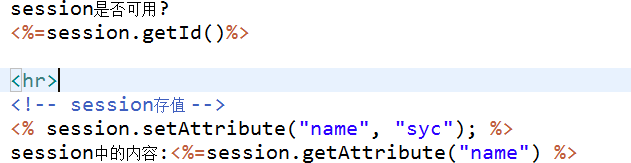 session是否可用?
<%=session.getId()%>
<hr>
<!-- session存值 -->
<% session.setAttribute("name", "syc"); %>
session中的内容:<%=session.getAttribute("name") %>